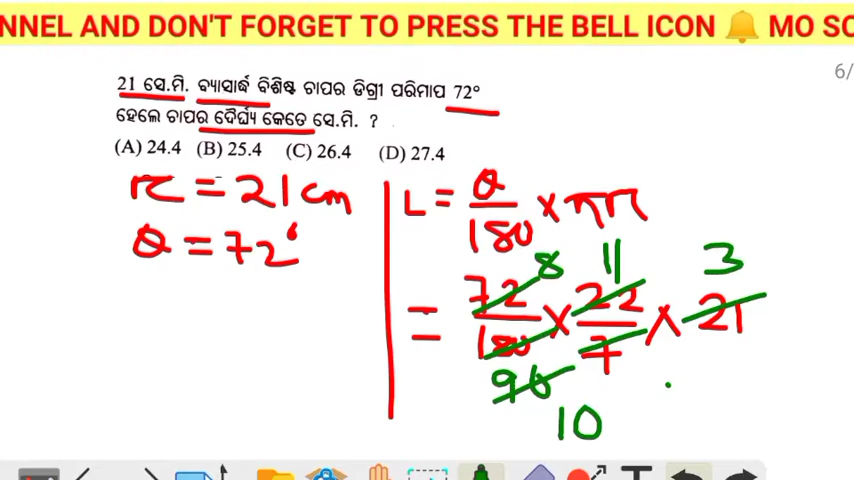 NNEL AND DON'T FORGET TO PRESS THE BELL ICON 🔔 MO SC
6/
21 ସେ.ମି. ବ୍ୟାସାର୍ଦ୍ଧ ବିଶିଷ୍ଟ ଚାପର ଡିଗ୍ରୀ ପରିମାପ 72°
ହେଲେ ଚାପର ଦୈର୍ଘ୍ୟ କେତେ ସେ.ମି. ?
(A) 24.4 (B) 25.4 (C) 26.4 (D) 27.4
r = 21 cm
θ = 72°
L = θ/180 × πr
= 72/180 × 22/7 × 21
8 11 3
90
10